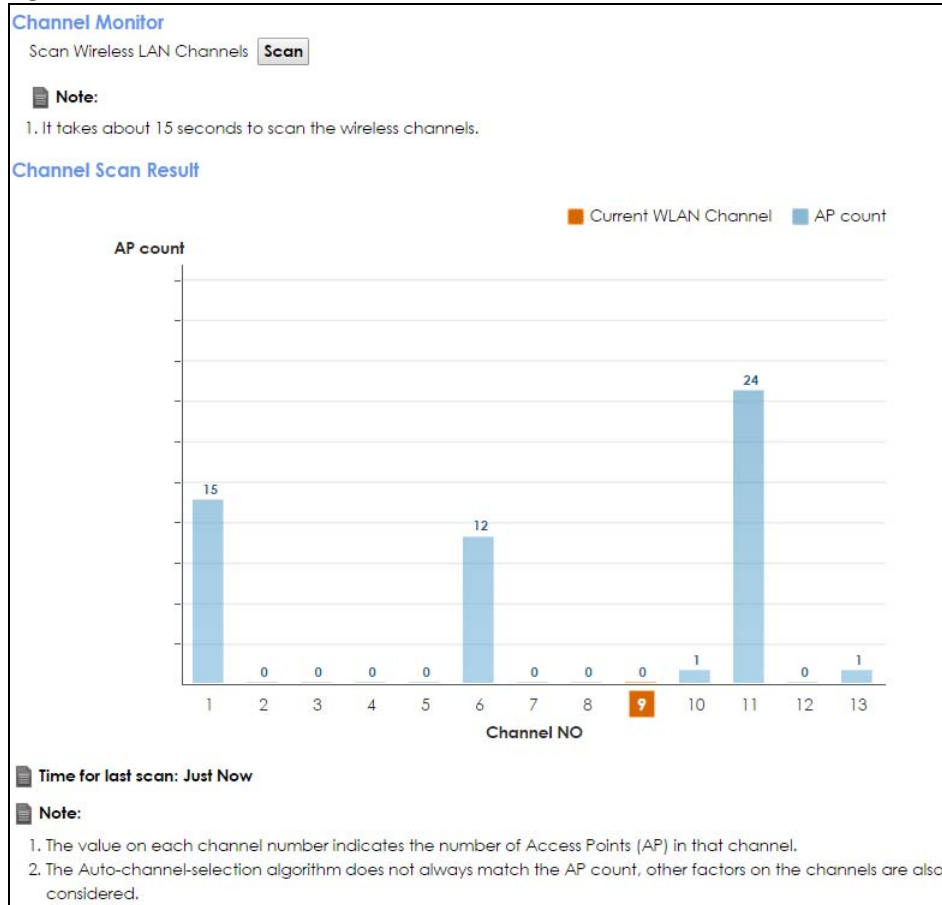 Channel Monitor
Scan Wireless LAN Channels Scan
Note:
1. It takes about 15 seconds to scan the wireless channels.
Channel Scan Result
Current WLAN Channel AP count
AP count
24
15
12
1 1
0 0 0 0 0 0 0 0
1 2 3 4 5 6 7 8 9 10 11 12 13
Channel NO
Time for last scan: Just Now
Note:
1. The value on each channel number indicates the number of Access Points (AP) in that channel.
2. The Auto-channel-selection algorithm does not always match the AP count, other factors on the channels are also
considered.